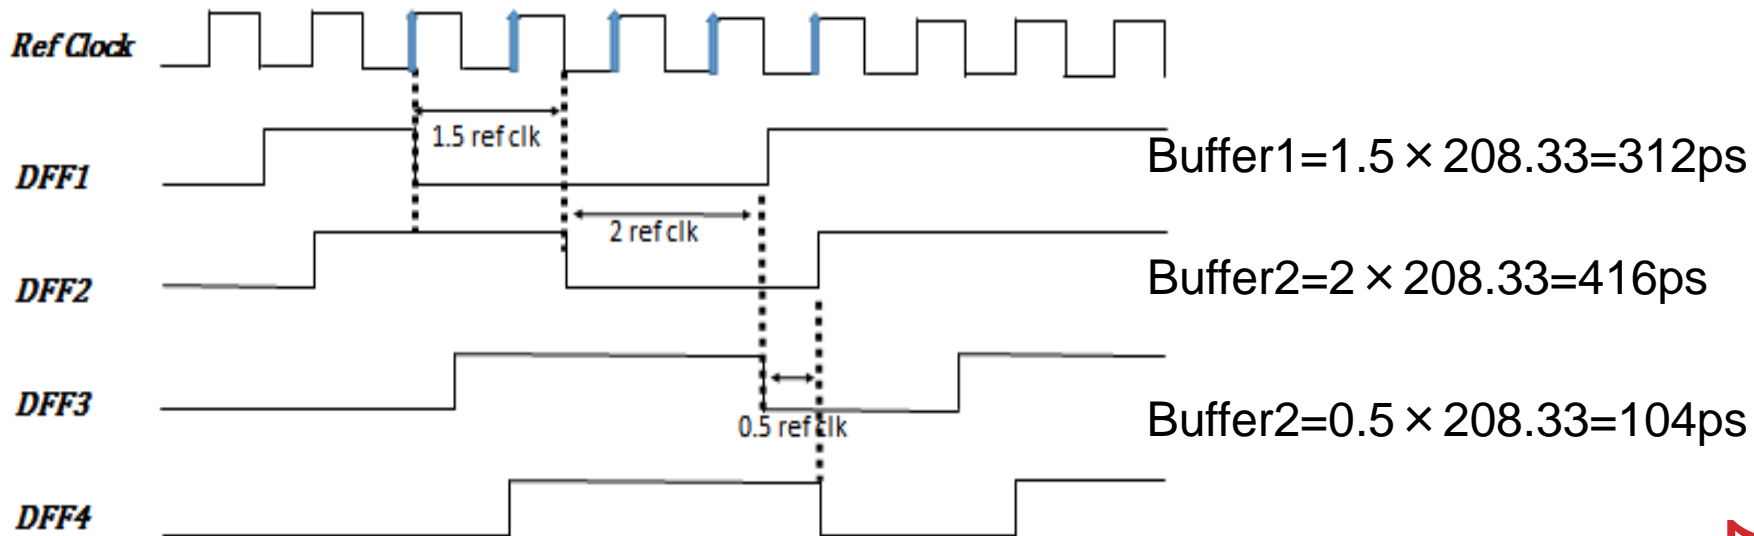 Ref Clock
1.5 ref clk
DFF1
Buffer1=1.5×208.33=312ps
2 ref clk
DFF2
Buffer2=2×208.33=416ps
DFF3
0.5 ref clk
Buffer2=0.5×208.33=104ps
DFF4